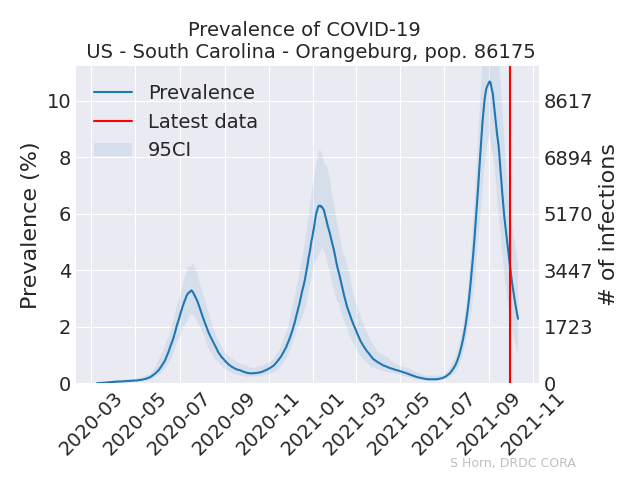 Prevalence of COVID-19
US - South Carolina - Orangeburg, pop. 86175
Prevalence
Latest data
95CI
Prevalence (%)
10
8
6
4
2
0
8617
6894
5170
3447
1723
0
# of infections
2020-03
2020-05
2020-07
2020-09
2020-11
2021-01
2021-03
2021-05
2021-07
2021-09
2021-11
S Horn, DRDC CORA